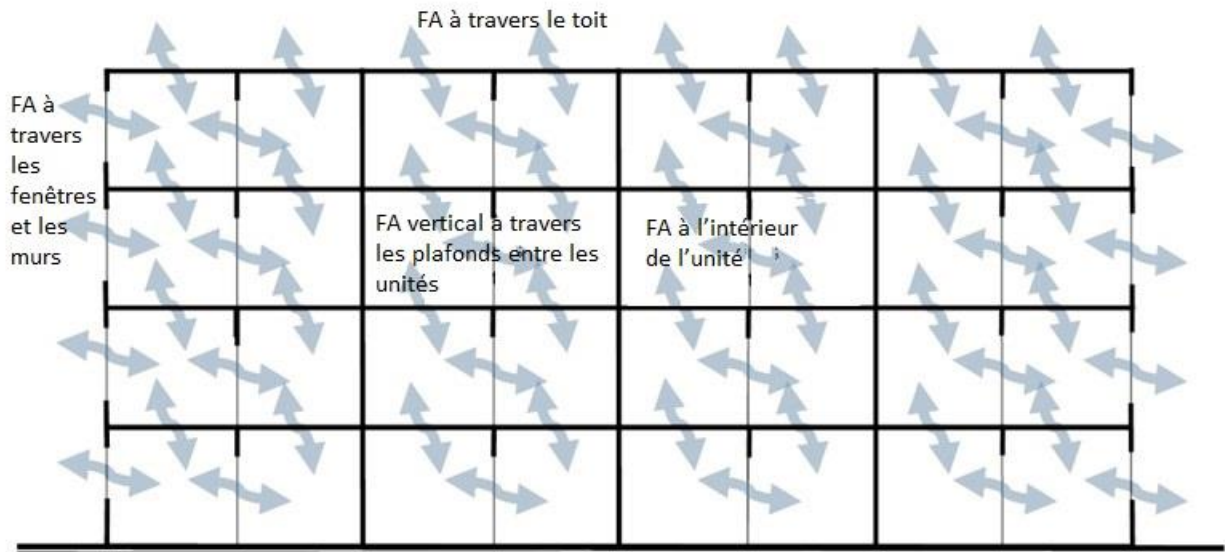 FA à travers le toit
FA à
travers
les
fenêtres
et les
murs
FA vertical à travers
les plafonds entre les
unités
FA à l’intérieur
de l’unité